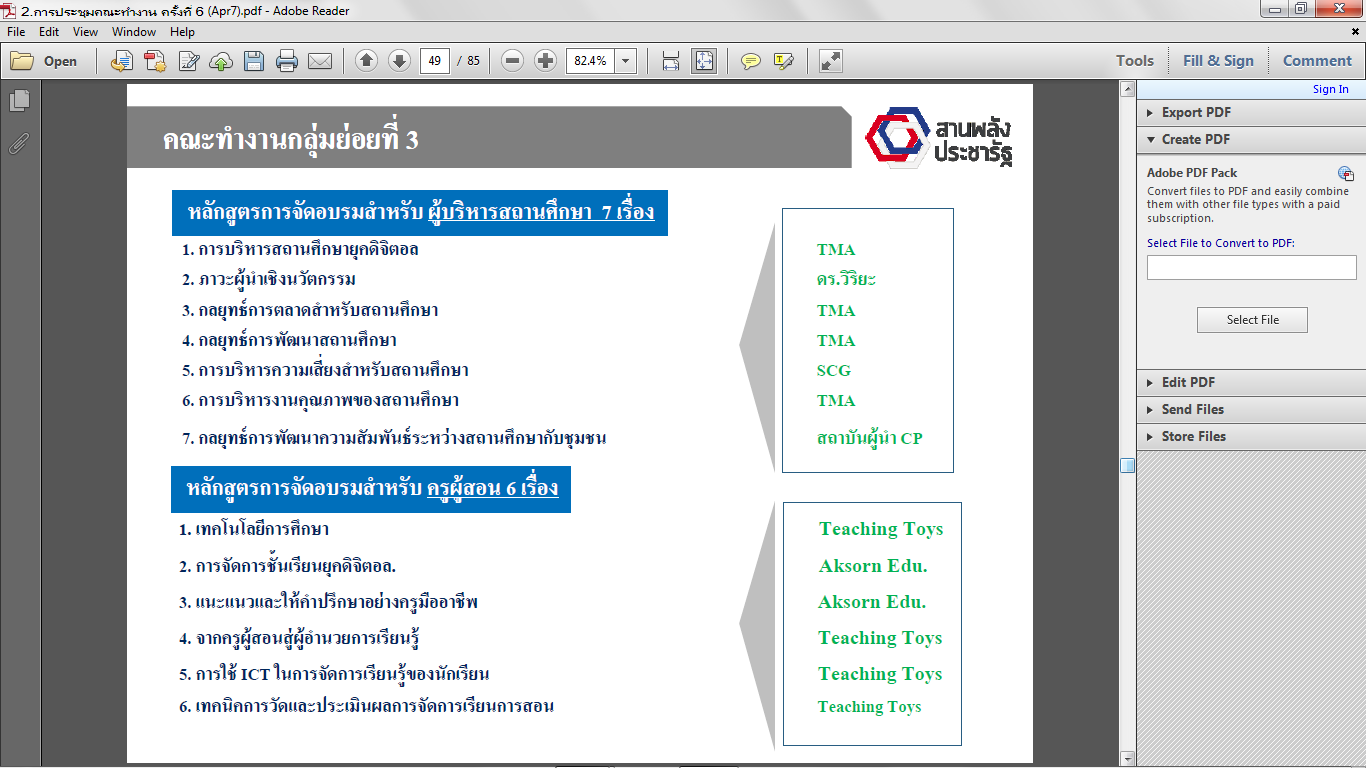 2.การประชุมคณะทำงาน ครั้งที่ 6 (Apr7).pdf - Adobe Reader
File Edit View Window Help
Open 49 / 85 82.4% Tools Fill & Sign Comment
Sign In
Export PDF
Create PDF
Adobe PDF Pack
Convert files to PDF and easily combine
them with other file types with a paid
subscription.
Select File to Convert to PDF:
Select File
Edit PDF
Send Files
Store Files
คณะทำงานกลุ่มย่อยที่ 3
สานพลัง
ประชารัฐ
หลักสูตรการจัดอบรมสำหรับ ผู้บริหารสถานศึกษา 7 เรื่อง
1. การบริหารสถานศึกษายุคดิจิตอล TMA
2. ภาวะผู้นำเชิงนวัตกรรม ดร.วิริยะ
3. กลยุทธ์การตลาดสำหรับสถานศึกษา TMA
4. กลยุทธ์การพัฒนาสถานศึกษา TMA
5. การบริหารความเสี่ยงสำหรับสถานศึกษา SCG
6. การบริหารงานคุณภาพของสถานศึกษา TMA
7. กลยุทธ์การพัฒนาความสัมพันธ์ระหว่างสถานศึกษากับชุมชน สถาบันผู้นำ CP
หลักสูตรการจัดอบรมสำหรับ ครูผู้สอน 6 เรื่อง
1. เทคโนโลยีการศึกษา Teaching Toys
2. การจัดการชั้นเรียนยุคดิจิตอล. Aksorn Edu.
3. แนะแนวและให้คำปรึกษาอย่างครูมืออาชีพ Aksorn Edu.
4. จากครูผู้สอนสู่ผู้อำนวยการเรียนรู้ Teaching Toys
5. การใช้ ICT ในการจัดการเรียนรู้ของนักเรียน Teaching Toys
6. เทคนิคการวัดและประเมินผลการจัดการเรียนการสอน Teaching Toys